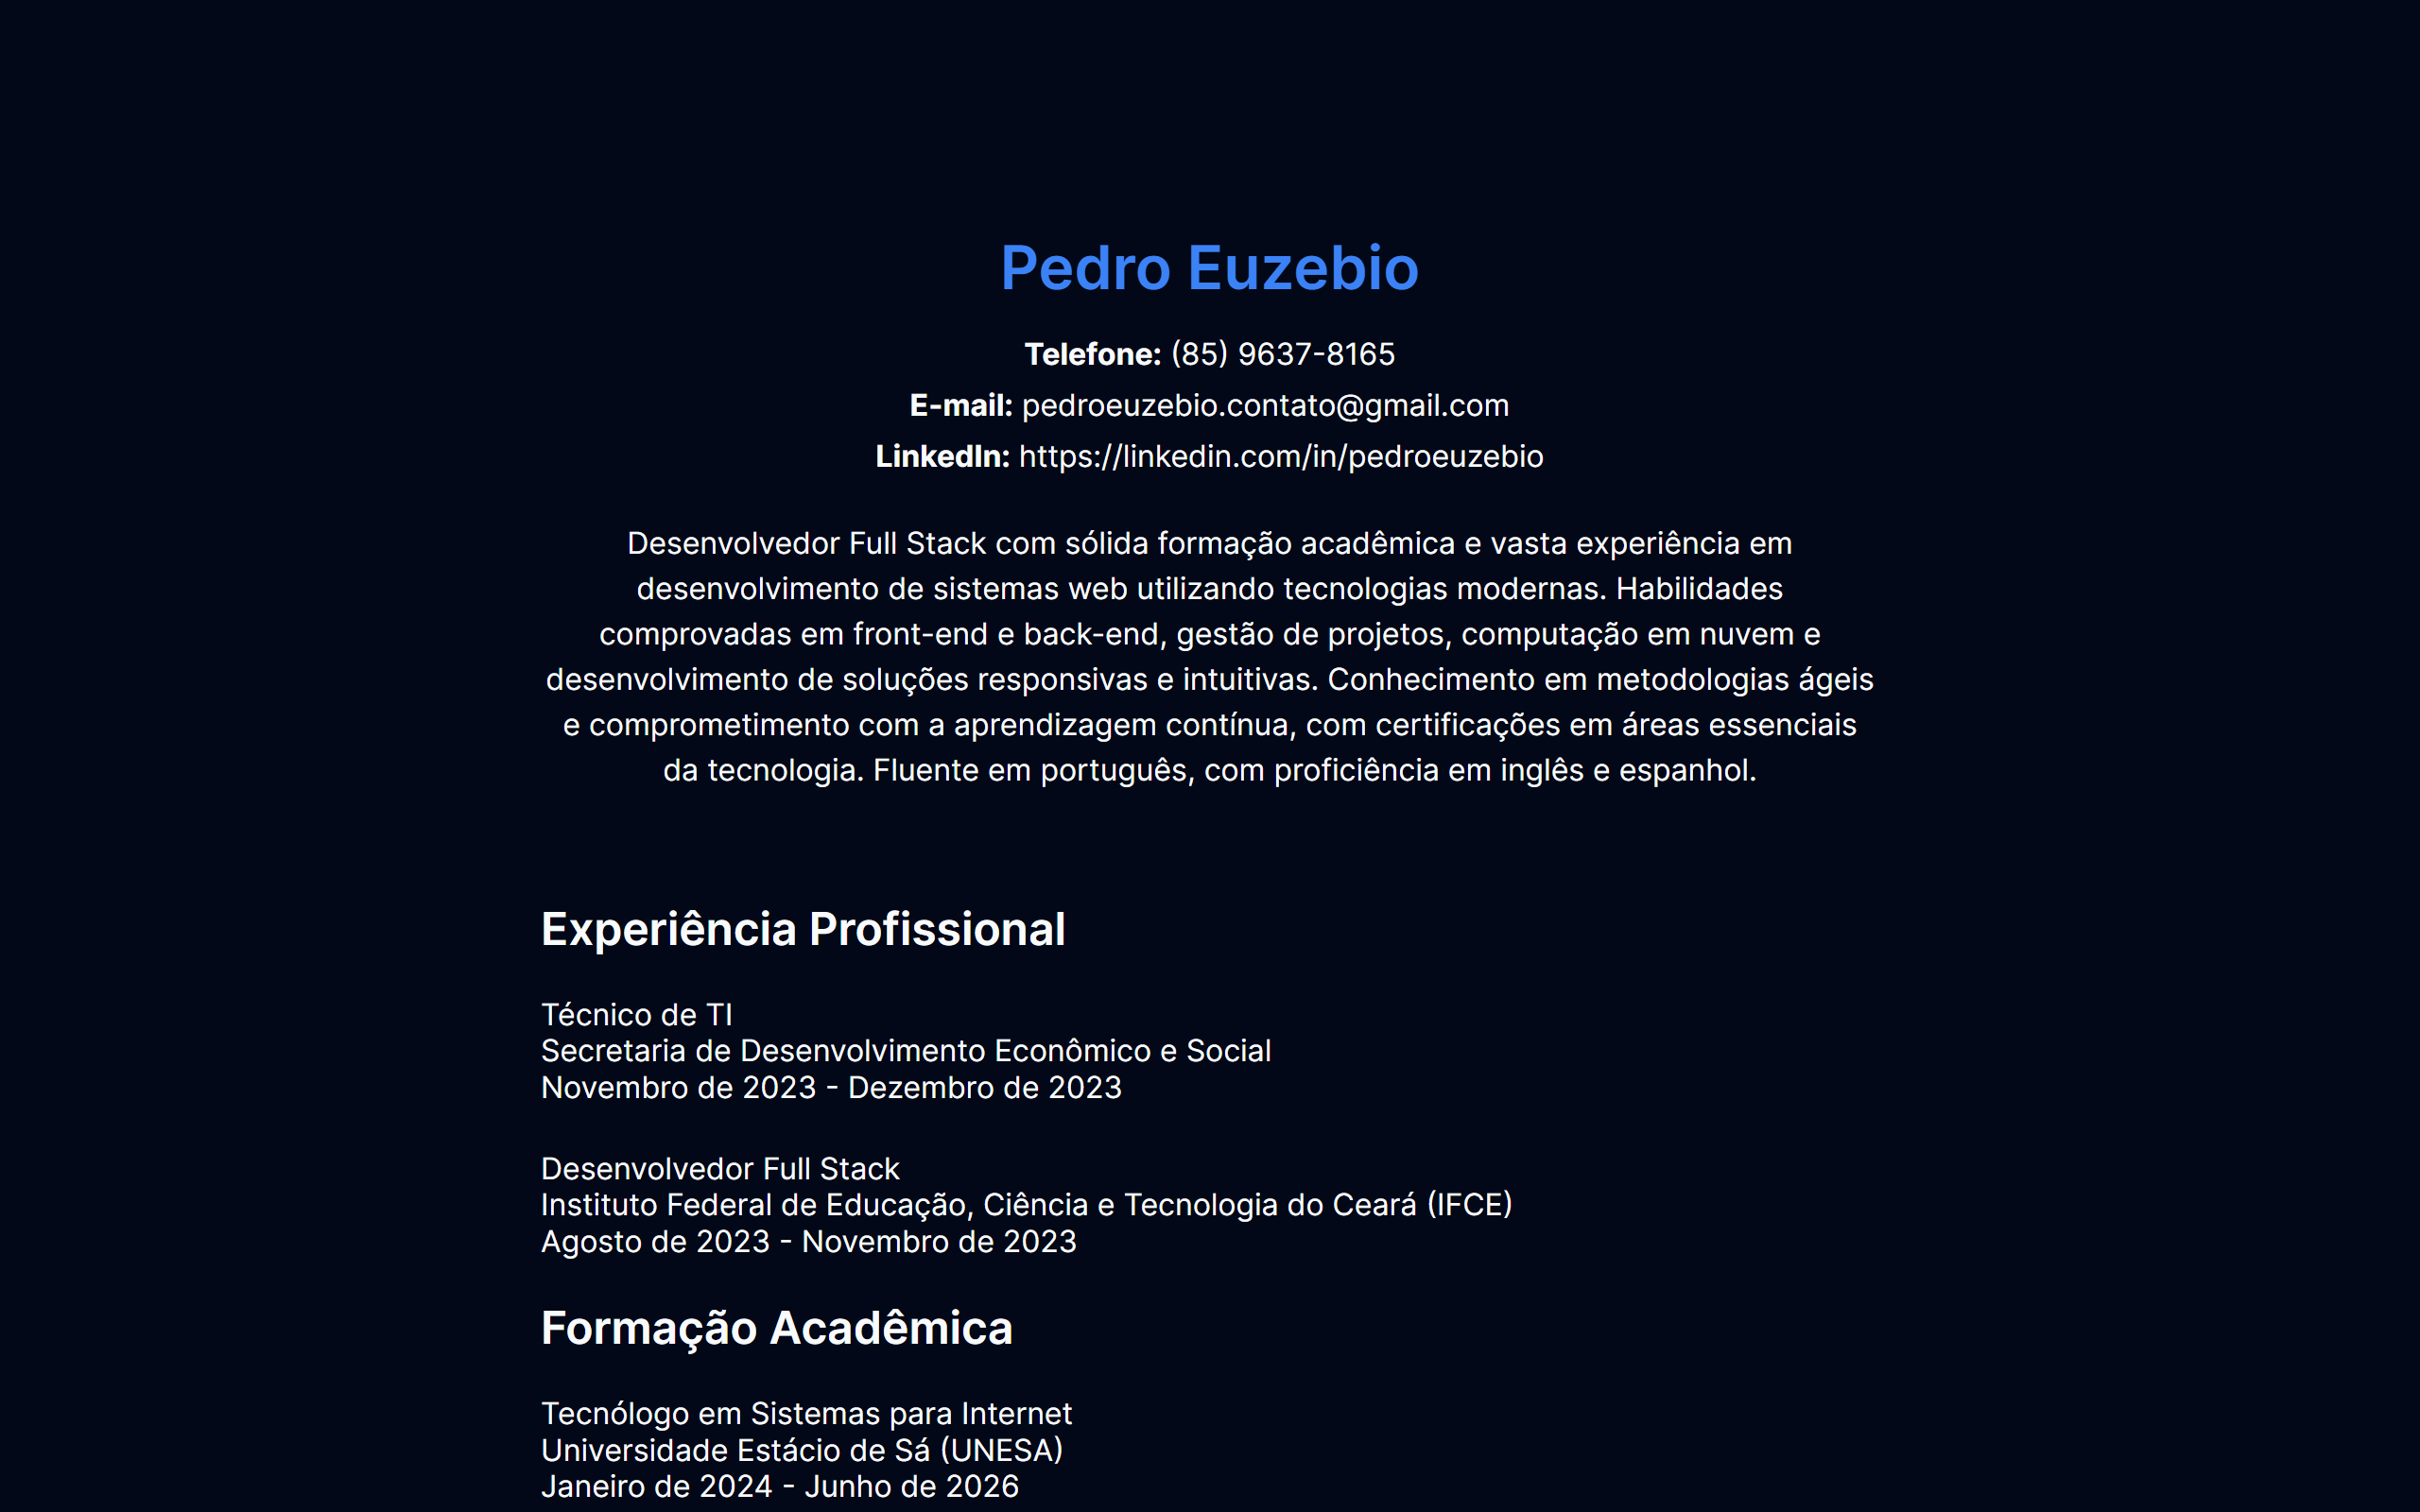 Pedro Euzebio
Telefone: (85) 9637-8165
E-mail: pedroeuzebio.contato@gmail.com
LinkedIn: https://linkedin.com/in/pedroeuzebio
Desenvolvedor Full Stack com sólida formação acadêmica e vasta experiência em
desenvolvimento de sistemas web utilizando tecnologias modernas. Habilidades
comprovadas em front-end e back-end, gestão de projetos, computação em nuvem e
desenvolvimento de soluções responsivas e intuitivas. Conhecimento em metodologias ágeis
e comprometimento com a aprendizagem contínua, com certificações em áreas essenciais
da tecnologia. Fluente em português, com proficiência em inglês e espanhol.
Experiência Profissional
Técnico de TI
Secretaria de Desenvolvimento Econômico e Social
Novembro de 2023 - Dezembro de 2023
Desenvolvedor Full Stack
Instituto Federal de Educação, Ciência e Tecnologia do Ceará (IFCE)
Agosto de 2023 - Novembro de 2023
Formação Acadêmica
Tecnólogo em Sistemas para Internet
Universidade Estácio de Sá (UNESA)
Janeiro de 2024 - Junho de 2026